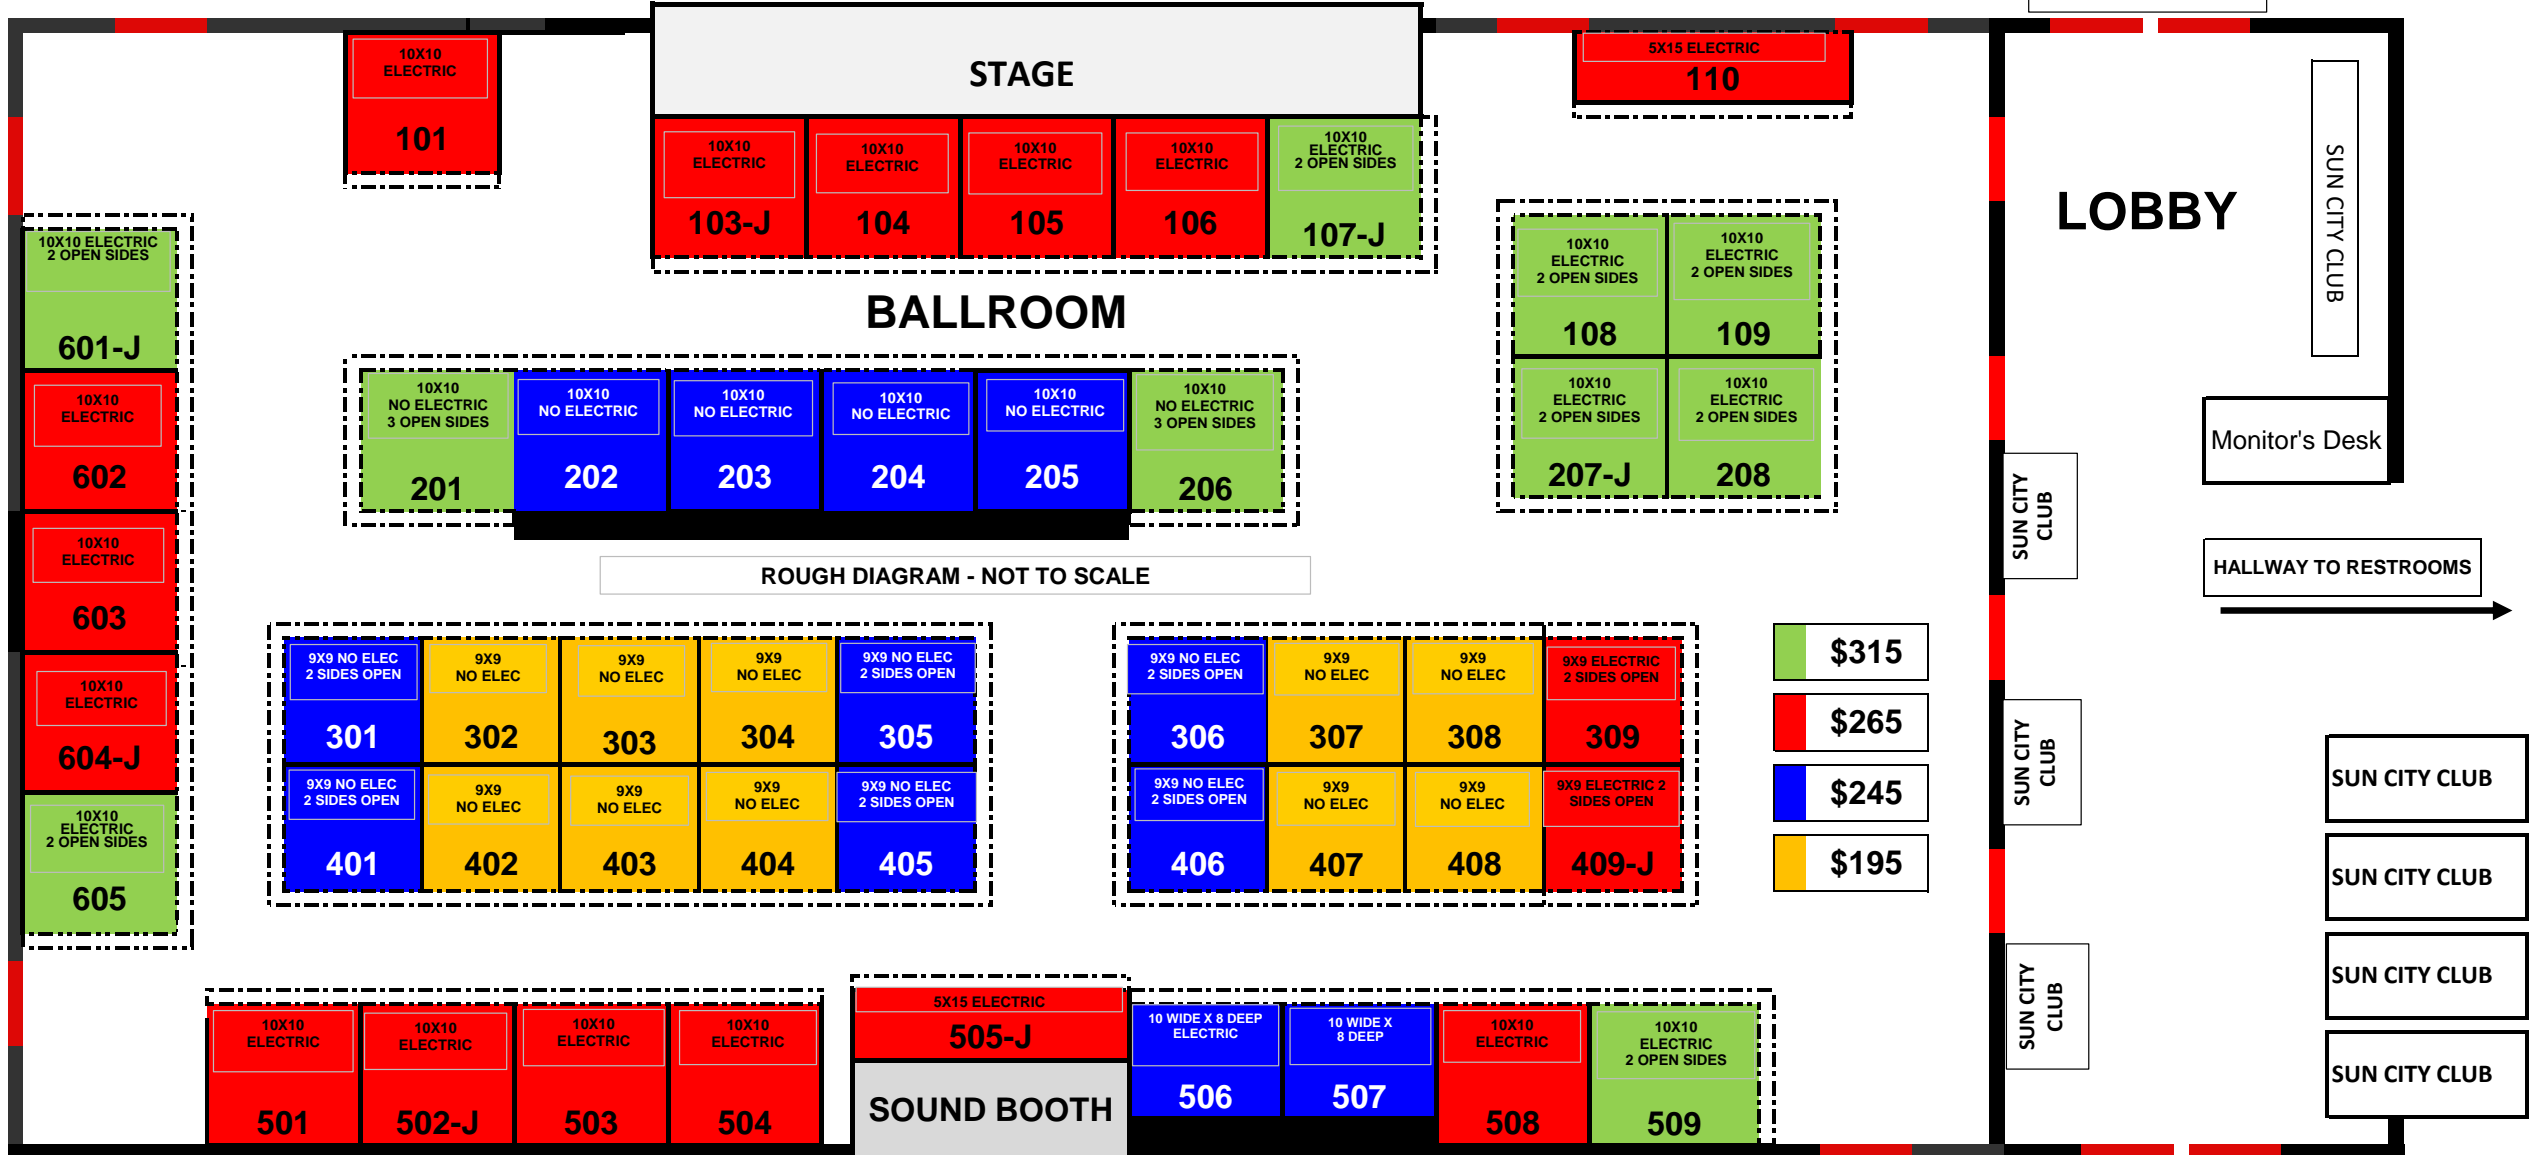 10X10
ELECTRIC
101
STAGE
5X15 ELECTRIC
110
10X10
ELECTRIC
103-J
10X10
ELECTRIC
104
10X10
ELECTRIC
105
10X10
ELECTRIC
106
10X10
ELECTRIC
2 OPEN SIDES
107-J
LOBBY
SUN CITY CLUB
10X10 ELECTRIC
2 OPEN SIDES
601-J
10X10
ELECTRIC
602
10X10
ELECTRIC
603
10X10
ELECTRIC
604-J
10X10
ELECTRIC
2 OPEN SIDES
605
BALLROOM
10X10
ELECTRIC
2 OPEN SIDES
108
10X10
ELECTRIC
2 OPEN SIDES
109
10X10
ELECTRIC
2 OPEN SIDES
207-J
10X10
ELECTRIC
2 OPEN SIDES
208
10X10
NO ELECTRIC
3 OPEN SIDES
201
10X10
NO ELECTRIC
202
10X10
NO ELECTRIC
203
10X10
NO ELECTRIC
204
10X10
NO ELECTRIC
205
10X10
NO ELECTRIC
3 OPEN SIDES
206
Monitor's Desk
SUN CITY
CLUB
HALLWAY TO RESTROOMS
ROUGH DIAGRAM - NOT TO SCALE
9X9 NO ELEC
2 SIDES OPEN
301
9X9
NO ELEC
302
9X9
NO ELEC
303
9X9
NO ELEC
304
9X9 NO ELEC
2 SIDES OPEN
305
9X9 NO ELEC
2 SIDES OPEN
306
9X9
NO ELEC
307
9X9
NO ELEC
308
9X9 ELECTRIC
2 SIDES OPEN
309
9X9 NO ELEC
2 SIDES OPEN
401
9X9
NO ELEC
402
9X9
NO ELEC
403
9X9
NO ELEC
404
9X9 NO ELEC
2 SIDES OPEN
405
9X9 NO ELEC
2 SIDES OPEN
406
9X9
NO ELEC
407
9X9
NO ELEC
408
9X9 ELECTRIC 2
SIDES OPEN
409-J
$315
$265
$245
$195
SUN CITY
CLUB
SUN CITY
CLUB
SUN CITY CLUB
SUN CITY CLUB
SUN CITY CLUB
SUN CITY CLUB
10X10
ELECTRIC
501
10X10
ELECTRIC
502-J
10X10
ELECTRIC
503
10X10
ELECTRIC
504
5X15 ELECTRIC
505-J
SOUND BOOTH
10 WIDE X 8 DEEP
ELECTRIC
506
10 WIDE X
8 DEEP
507
10X10
ELECTRIC
508
10X10
ELECTRIC
2 OPEN SIDES
509